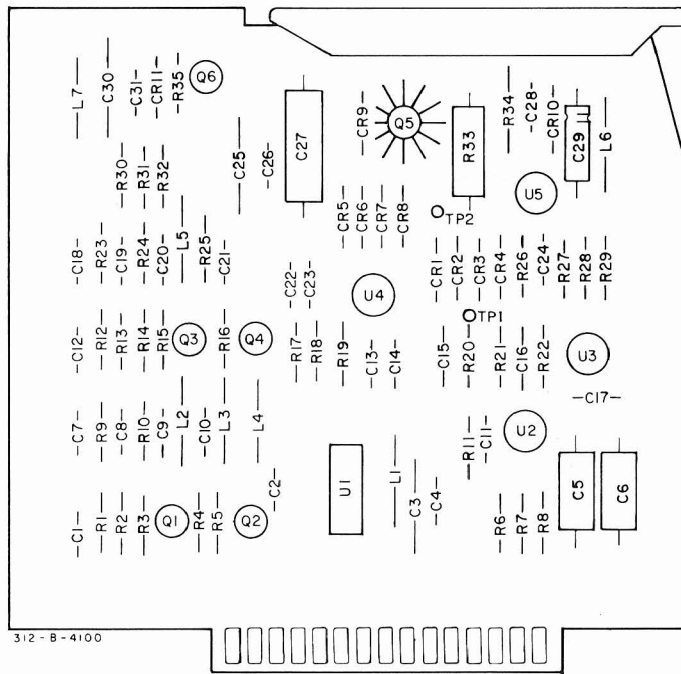 L7 C30 C31 CR11 R35 Q6
CR9 Q5 R34 C28 CR10 C29 L6
R30 R31 R32 C25 C26 C27 R33
U5
CR5 CR6 CR7 CR8 TP2
C18 R23 C19 R24 C20 L5 R25 C21
CR1 CR2 CR3 CR4 R26 C24 R27 R28 R29
C22 C23 U4
TP1
C12 R12 R13 R14 R15 Q3 R16 Q4
R17 R18 R19 C13 C14 C15 R20 R21 C16 R22 U3
C17
C7 R9 C8 R10 C9 L2 C10 L3 L4
R11 C11 U2
C2 U1 L1 C3 C4 C5 C6
C1 R1 R2 R3 Q1 R4 R5 Q2
R6 R7 R8
312-B-4100